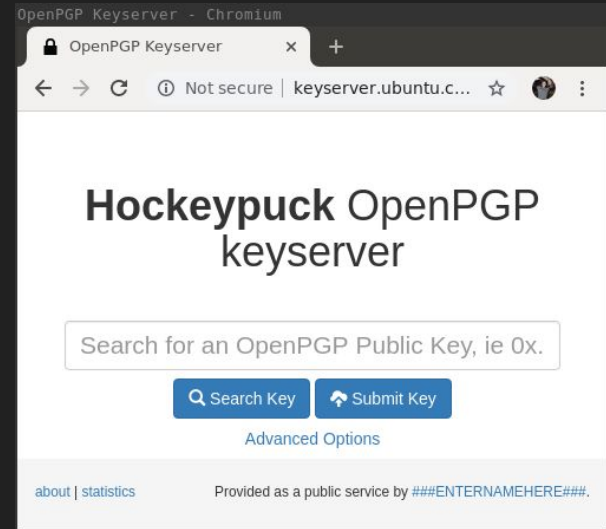 OpenPGP Keyserver - Chromium
OpenPGP Keyserver
Not secure | keyserver.ubuntu.c...
Hockeypuck OpenPGP
keyserver
Search for an OpenPGP Public Key, ie 0x.
Search Key Submit Key
Advanced Options
about | statistics Provided as a public service by ###ENTERNAMEHERE###.